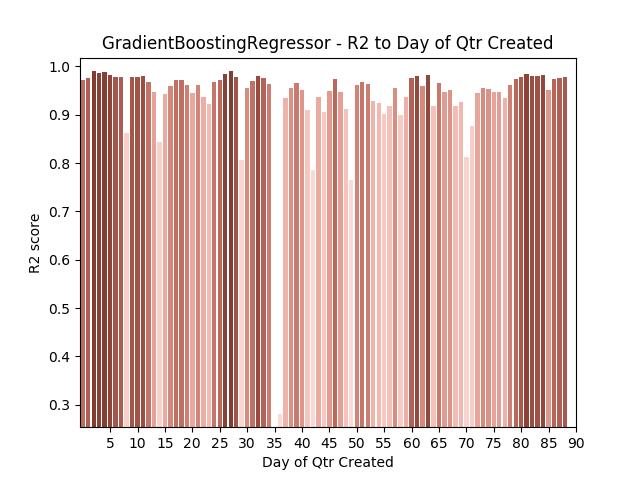 GradientBoostingRegressor - R2 to Day of Qtr Created
1.0
0.9
0.8
0.7
0.6
0.5
0.4
0.3
R2 score
5 10 15 20 25 30 35 40 45 50 55 60 65 70 75 80 85 90
Day of Qtr Created